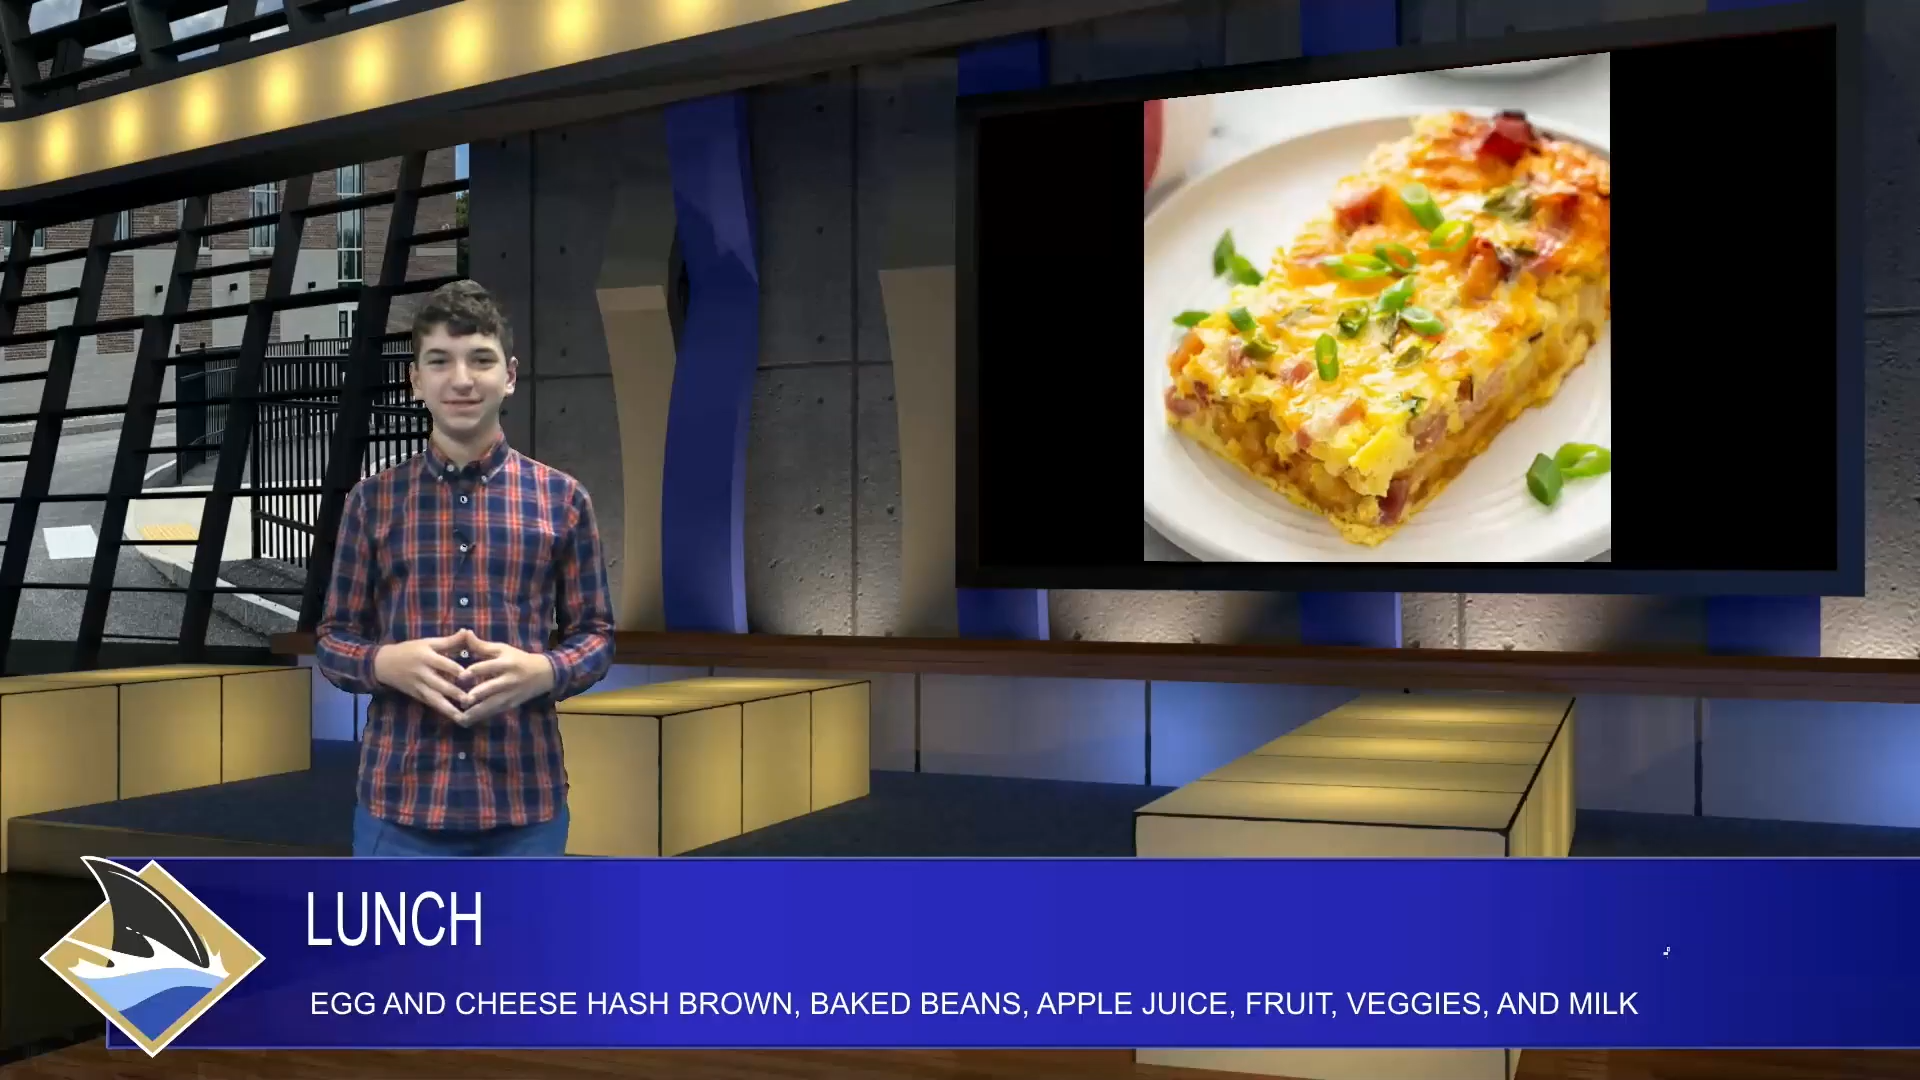 LUNCH
EGG AND CHEESE HASH BROWN, BAKED BEANS, APPLE JUICE, FRUIT, VEGGIES, AND MILK